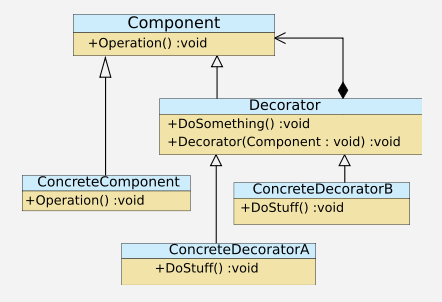 Component
+Operation() :void
Decorator
+DoSomething() :void
+Decorator(Component : void) :void
ConcreteComponent
+Operation() :void
ConcreteDecoratorB
+DoStuff() :void
ConcreteDecoratorA
+DoStuff() :void